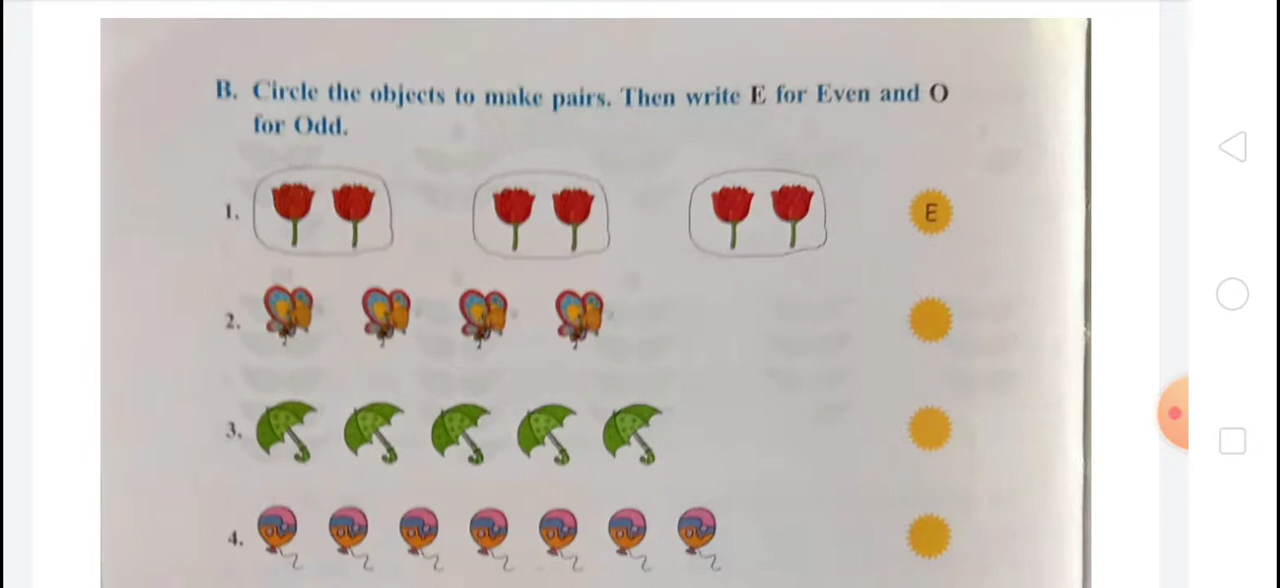 B. Circle the objects to make pairs. Then write E for Even and O
for Odd.
1.
E
2.
3.
4.